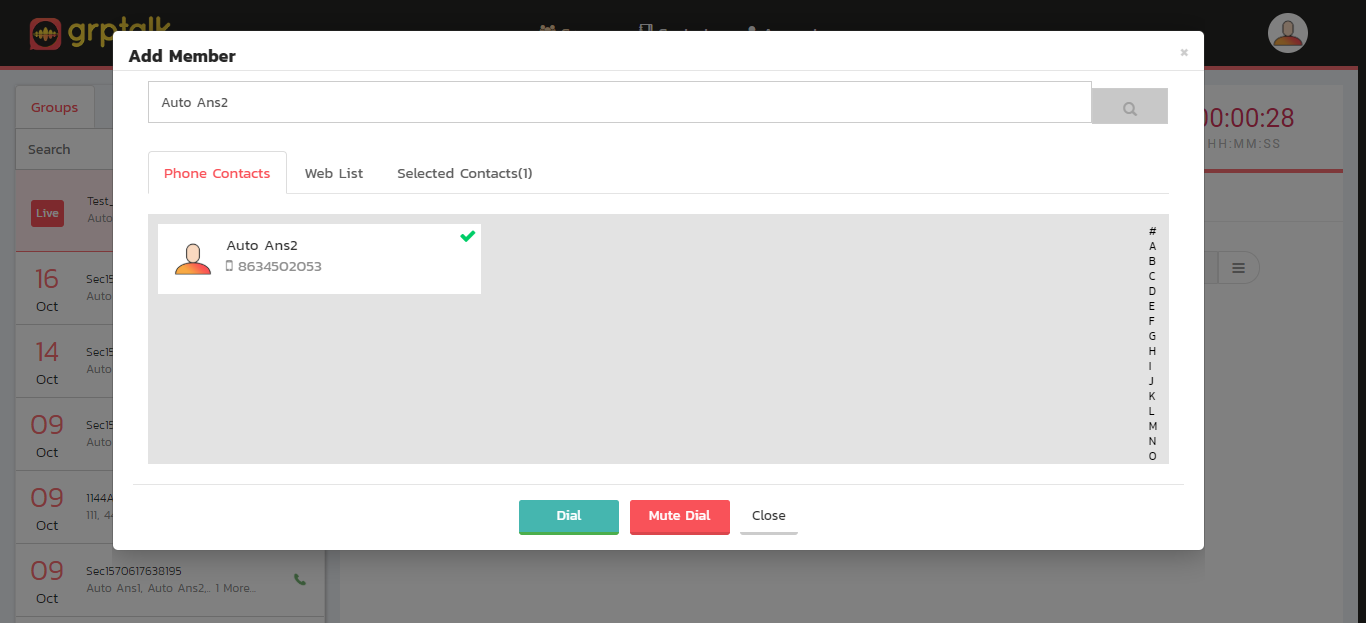 grptalk
Add Member
×
Auto Ans2
Groups
Search
00:00:28
HH:MM:SS
Phone Contacts
Web List
Selected Contacts(1)
Live
Test_
Auto
Auto Ans2
8634502053
#
A
B
C
D
E
F
G
H
I
J
K
L
M
N
O
16
Oct
Sec15
Auto
14
Oct
Sec15
Auto
09
Oct
Sec15
Auto
09
Oct
1144A
111, 44
Dial
Mute Dial
Close
09
Oct
Sec1570617638195
Auto Ans1, Auto Ans2,.. 1 More...